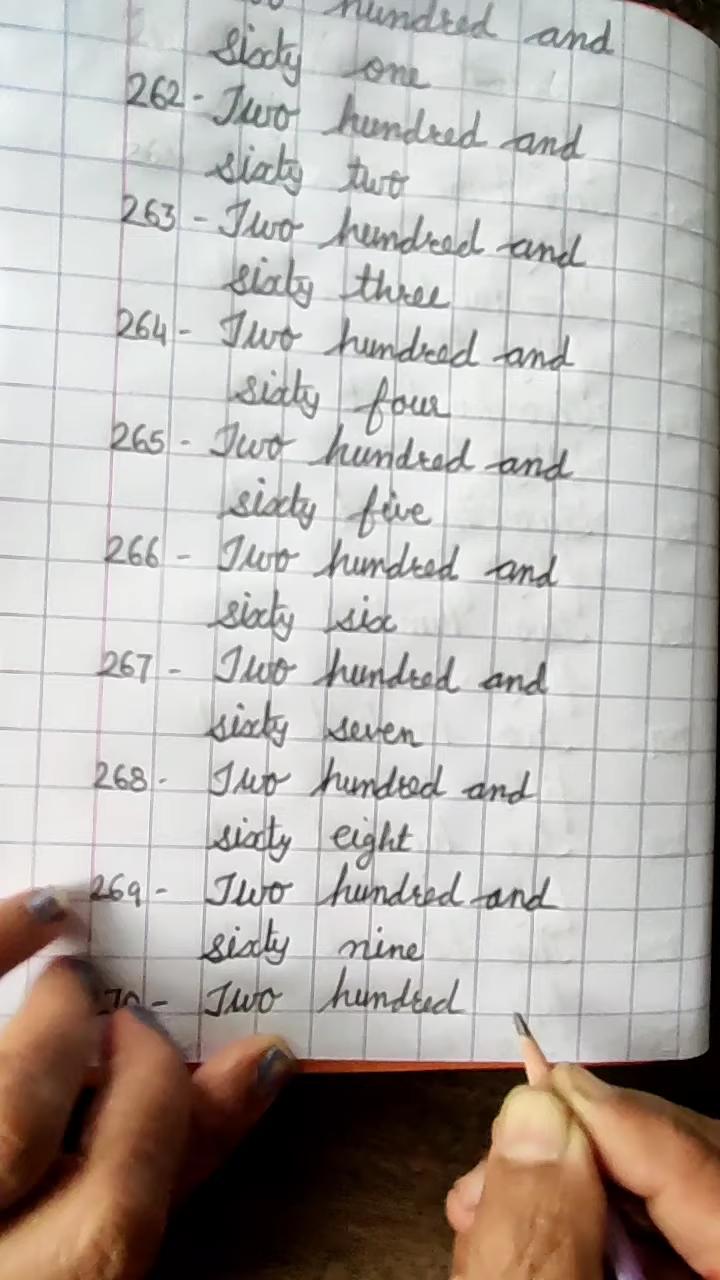 hundred and
sixty one
262 - Two hundred and
sixty two
263 - Two hundred and
sixty three
264 - Two hundred and
sixty four
265 - Two hundred and
sixty five
266 - Two hundred and
sixty six
267 - Two hundred and
sixty seven
268 - Two hundred and
sixty eight
269 - Two hundred and
sixty nine
70 - Two hundred